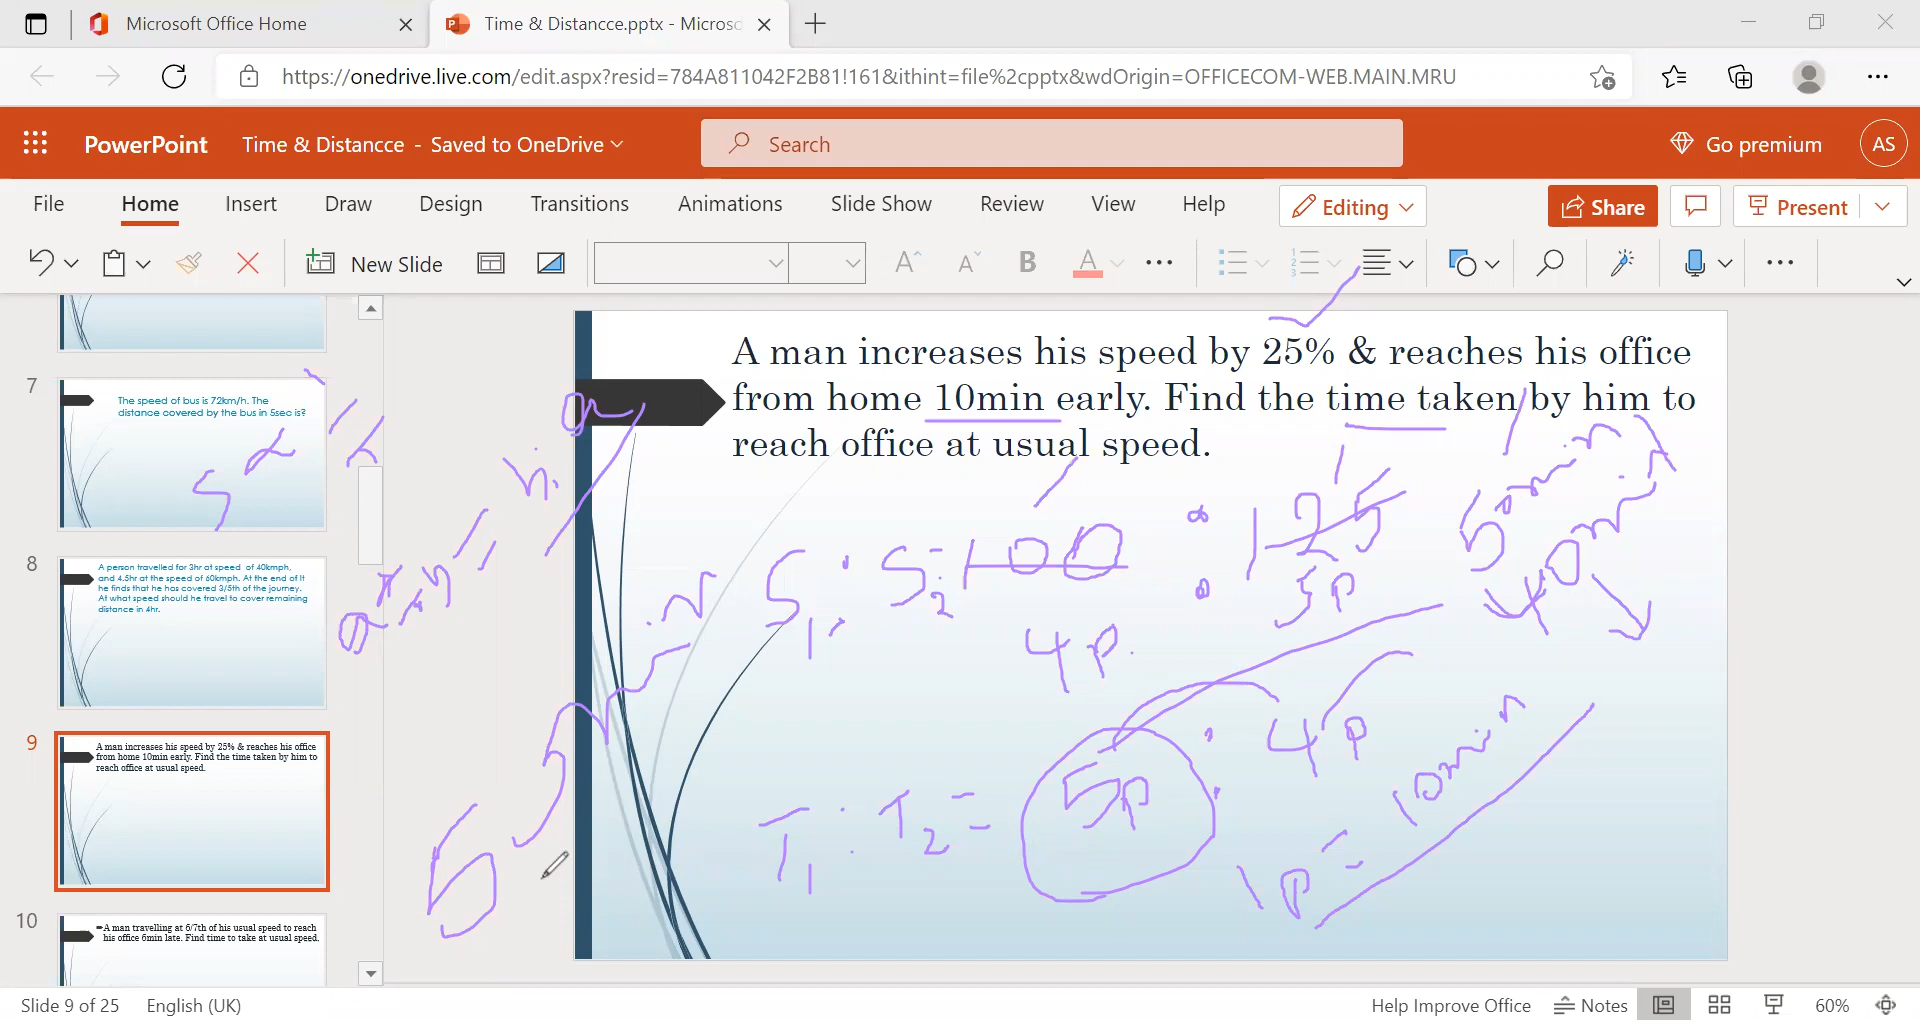 Microsoft Office Home
Time & Distancce.pptx - Microsc
https://onedrive.live.com/edit.aspx?resid=784A811042F2B81!161&ithint=file%2cpptx&wdOrigin=OFFICECOM-WEB.MAIN.MRU
PowerPoint Time & Distancce - Saved to OneDrive
Search
Go premium AS
File Home Insert Draw Design Transitions Animations Slide Show Review View Help
Editing Share Present
New Slide
7
The speed of bus is 72km/h. The
distance covered by the bus in 5sec is?
8
A person travelled for 3hr at speed of 40kmph,
and 4.5hr at the speed of 60kmph. At the end of it
he finds that he has covered 3/5th of the journey.
At what speed should he travel to cover remaining
distance in 4hr.
9
A man increases his speed by 25% & reaches his office
from home 10min early. Find the time taken by him to
reach office at usual speed.
10
A man travelling at 6/7th of his usual speed to reach
his office 6min late. Find time to take at usual speed.
A man increases his speed by 25% & reaches his office
from home 10min early. Find the time taken by him to
reach office at usual speed.
S1 : S2 = 100 : 125
4P : 5P
50min
40min
T1 : T2 = 5P : 4P
1P = 10min
Slide 9 of 25 English (UK)
Help Improve Office Notes 60%